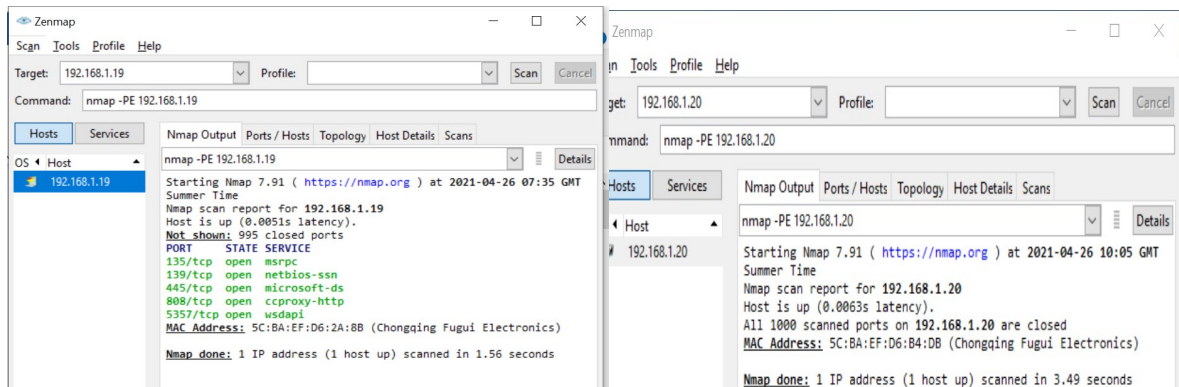 Zenmap
Scan Tools Profile Help
Target: 192.168.1.19 Profile: Scan Cancel
Command: nmap -PE 192.168.1.19
Hosts Services
OS Host
192.168.1.19
Nmap Output Ports / Hosts Topology Host Details Scans
nmap -PE 192.168.1.19 Details
Starting Nmap 7.91 ( https://nmap.org ) at 2021-04-26 07:35 GMT
Summer Time
Nmap scan report for 192.168.1.19
Host is up (0.0051s latency).
Not shown: 995 closed ports
PORT STATE SERVICE
135/tcp open msrpc
139/tcp open netbios-ssn
445/tcp open microsoft-ds
808/tcp open ccproxy-http
5357/tcp open wsdapi
MAC Address: 5C:BA:EF:D6:2A:8B (Chongqing Fugui Electronics)
Nmap done: 1 IP address (1 host up) scanned in 1.56 seconds
Zenmap
n Tools Profile Help
get: 192.168.1.20 Profile: Scan Cancel
mmand: nmap -PE 192.168.1.20
Hosts Services
Host
192.168.1.20
Nmap Output Ports / Hosts Topology Host Details Scans
nmap -PE 192.168.1.20 Details
Starting Nmap 7.91 ( https://nmap.org ) at 2021-04-26 10:05 GMT
Summer Time
Nmap scan report for 192.168.1.20
Host is up (0.0063s latency).
All 1000 scanned ports on 192.168.1.20 are closed
MAC Address: 5C:BA:EF:D6:B4:DB (Chongqing Fugui Electronics)
Nmap done: 1 IP address (1 host up) scanned in 3.49 seconds